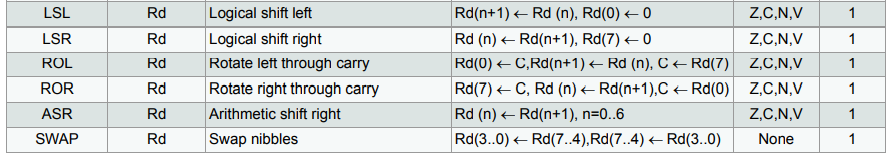 LSL Rd Logical shift left Rd(n+1) ← Rd (n), Rd(0) ← 0 Z,C,N,V 1
LSR Rd Logical shift right Rd (n) ← Rd(n+1), Rd(7) ← 0 Z,C,N,V 1
ROL Rd Rotate left through carry Rd(0) ← C,Rd(n+1) ← Rd (n), C ← Rd(7) Z,C,N,V 1
ROR Rd Rotate right through carry Rd(7) ← C, Rd (n) ← Rd(n+1),C ← Rd(0) Z,C,N,V 1
ASR Rd Arithmetic shift right Rd (n) ← Rd(n+1), n=0..6 Z,C,N,V 1
SWAP Rd Swap nibbles Rd(3..0) ← Rd(7..4),Rd(7..4) ← Rd(3..0) None 1